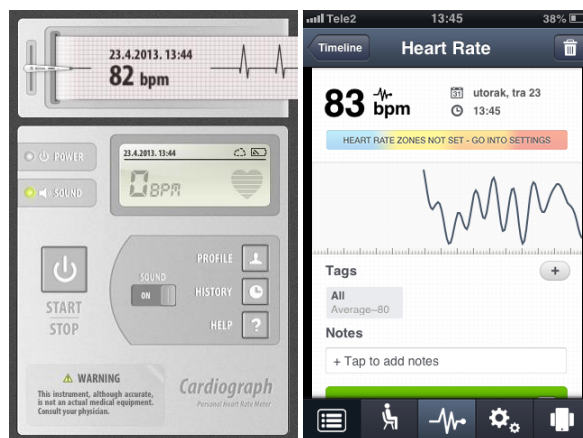 23.4.2013. 13:44
82 bpm
POWER
SOUND
23.4.2013. 13:44
0 BPM
START
STOP
SOUND
ON
PROFILE
HISTORY
HELP
?
WARNING
This instrument, although accurate,
is not an actual medical equipment.
Consult your physician.
Cardiograph
Personal Heart Rate Meter
Tele2 13:45 38%
Timeline Heart Rate
83 bpm
31 utorak, tra 23
13:45
HEART RATE ZONES NOT SET - GO INTO SETTINGS
Tags
+
All
Average–80
Notes
+ Tap to add notes